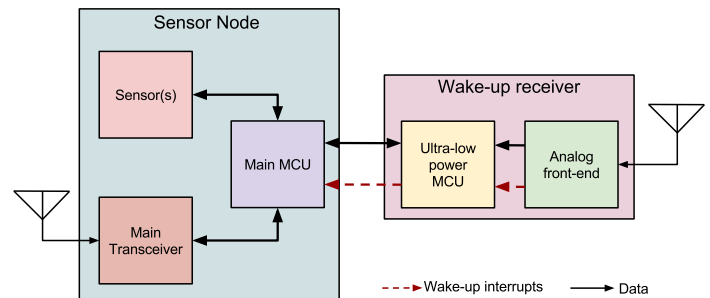 Sensor Node
Sensor(s)
Main MCU
Main
Transceiver
Wake-up receiver
Ultra-low
power
MCU
Analog
front-end
Wake-up interrupts
Data